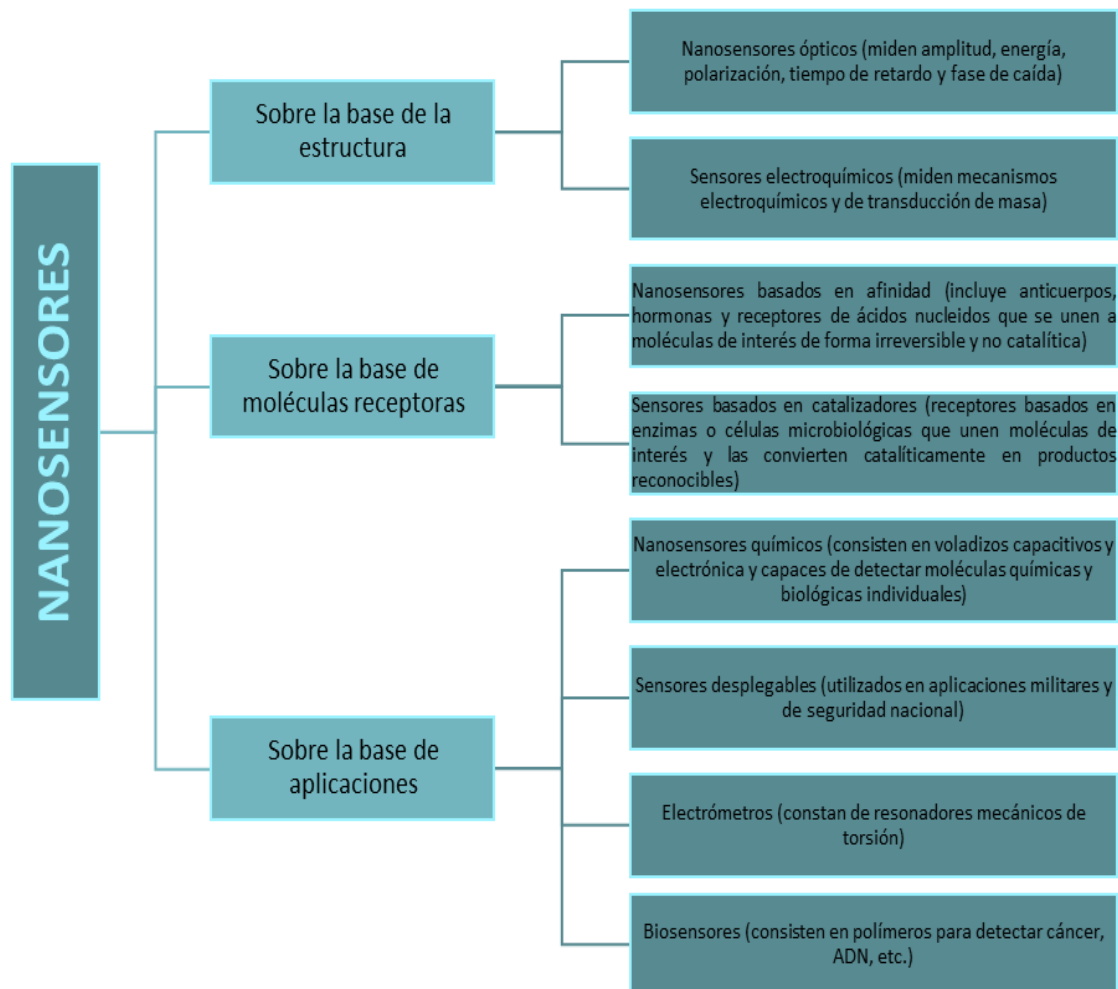 NANOSENSORES
Sobre la base de la
estructura
Nanosensores ópticos (miden amplitud, energía,
polarización, tiempo de retardo y fase de caída)
Sensores electroquímicos (miden mecanismos
electroquímicos y de transducción de masa)
Sobre la base de
moléculas receptoras
Nanosensores basados en afinidad (incluye anticuerpos,
hormonas y receptores de ácidos nucleidos que se unen a
moléculas de interés de forma irreversible y no catalítica)
Sensores basados en catalizadores (receptores basados en
enzimas o células microbiológicas que unen moléculas de
interés y las convierten catalíticamente en productos
reconocibles)
Sobre la base de
aplicaciones
Nanosensores químicos (consisten en voladizos capacitivos y
electrónica y capaces de detectar moléculas químicas y
biológicas individuales)
Sensores desplegables (utilizados en aplicaciones militares y
de seguridad nacional)
Electrómetros (constan de resonadores mecánicos de
torsión)
Biosensores (consisten en polímeros para detectar cáncer,
ADN, etc.)